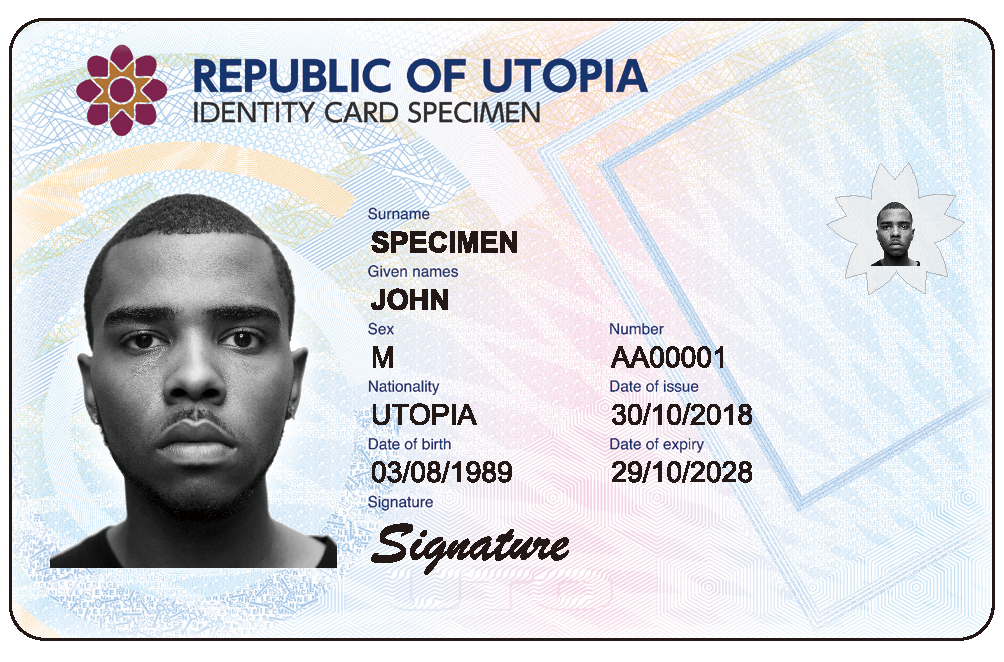 REPUBLIC OF UTOPIA
IDENTITY CARD SPECIMEN
Surname
SPECIMEN
Given names
JOHN
Sex
M
Number
AA00001
Nationality
UTOPIA
Date of issue
30/10/2018
Date of birth
03/08/1989
Date of expiry
29/10/2028
Signature
Signature
UTO